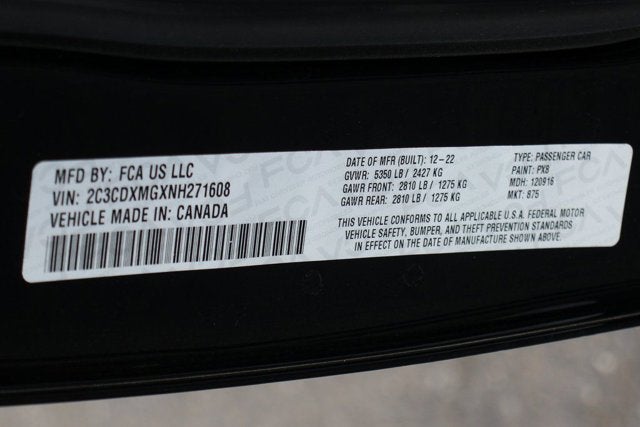 MFD BY: FCA US LLC
VIN: 2C3CDXMGXNH271608
VEHICLE MADE IN: CANADA
DATE OF MFR (BUILT): 12-22
GVWR: 5350 LB / 2427 KG
GAWR FRONT: 2810 LB / 1275 KG
GAWR REAR: 2810 LB / 1275 KG
TYPE: PASSENGER CAR
PAINT: PX8
MDH: 120916
MKT: 875
THIS VEHICLE CONFORMS TO ALL APPLICABLE U.S.A. FEDERAL MOTOR
VEHICLE SAFETY, BUMPER, AND THEFT PREVENTION STANDARDS
IN EFFECT ON THE DATE OF MANUFACTURE SHOWN ABOVE.